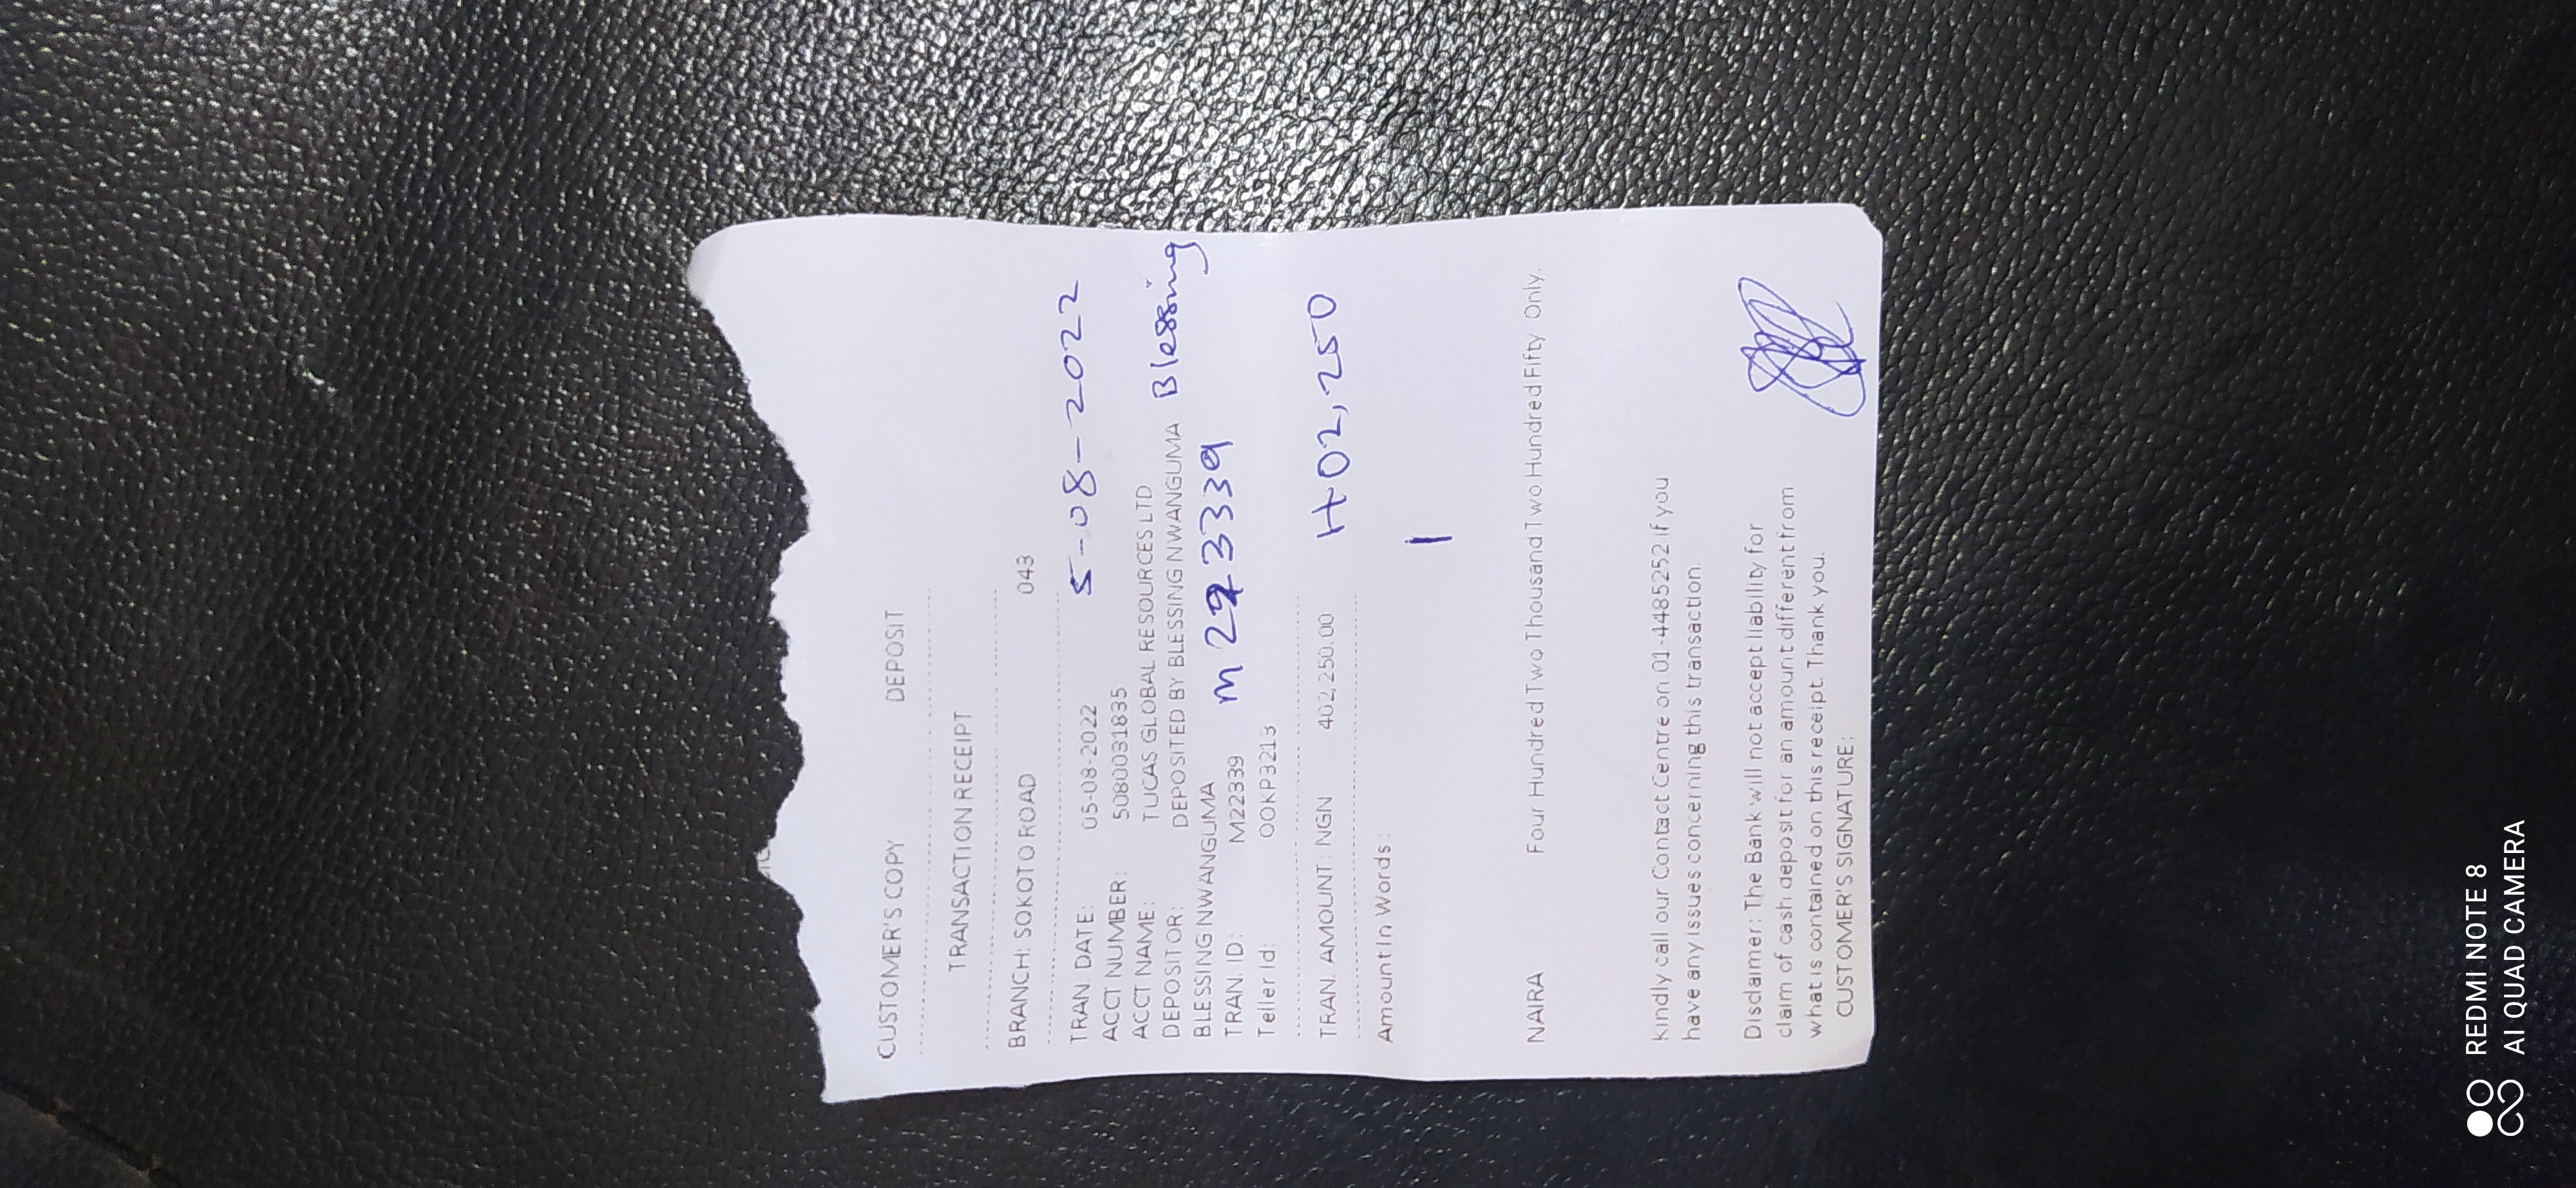 CUSTOMER'S COPY DEPOSIT
TRANSACTION RECEIPT
BRANCH: SOKOTO ROAD 043
TRAN. DATE: 05-08-2022 5-08-2022
ACCT NUMBER: 5080031835
ACCT NAME: TUCAS GLOBAL RESOURCES LTD
DEPOSITOR: DEPOSITED BY BLESSING NWANGUMA Blessing
BLESSING NWANGUMA
TRAN. ID: M22339 m 223339
Teller Id: OOKP3213
TRAN. AMOUNT: NGN 402,250.00 402,250
Amount In Words:
NAIRA Four Hundred Two Thousand Two Hundred Fifty Only.
Kindly call our Contact Centre on 01-4485252 if you
have any issues concerning this transaction.
Disclaimer: The Bank will not accept liability for
claim of cash deposit for an amount different from
what is contained on this receipt. Thank you.
CUSTOMER'S SIGNATURE:
REDMI NOTE 8
AI QUAD CAMERA